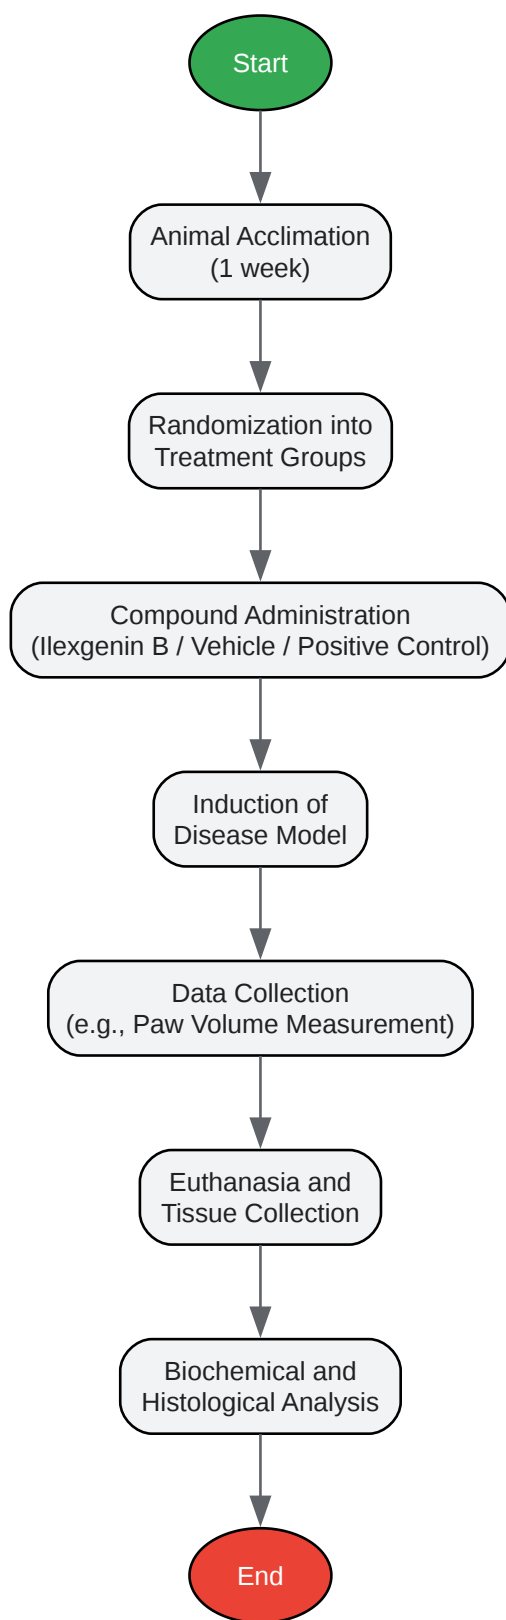 Start
Animal Acclimation
(1 week)
Randomization into
Treatment Groups
Compound Administration
(Ilexgenin B / Vehicle / Positive Control)
Induction of
Disease Model
Data Collection
(e.g., Paw Volume Measurement)
Euthanasia and
Tissue Collection
Biochemical and
Histological Analysis
End